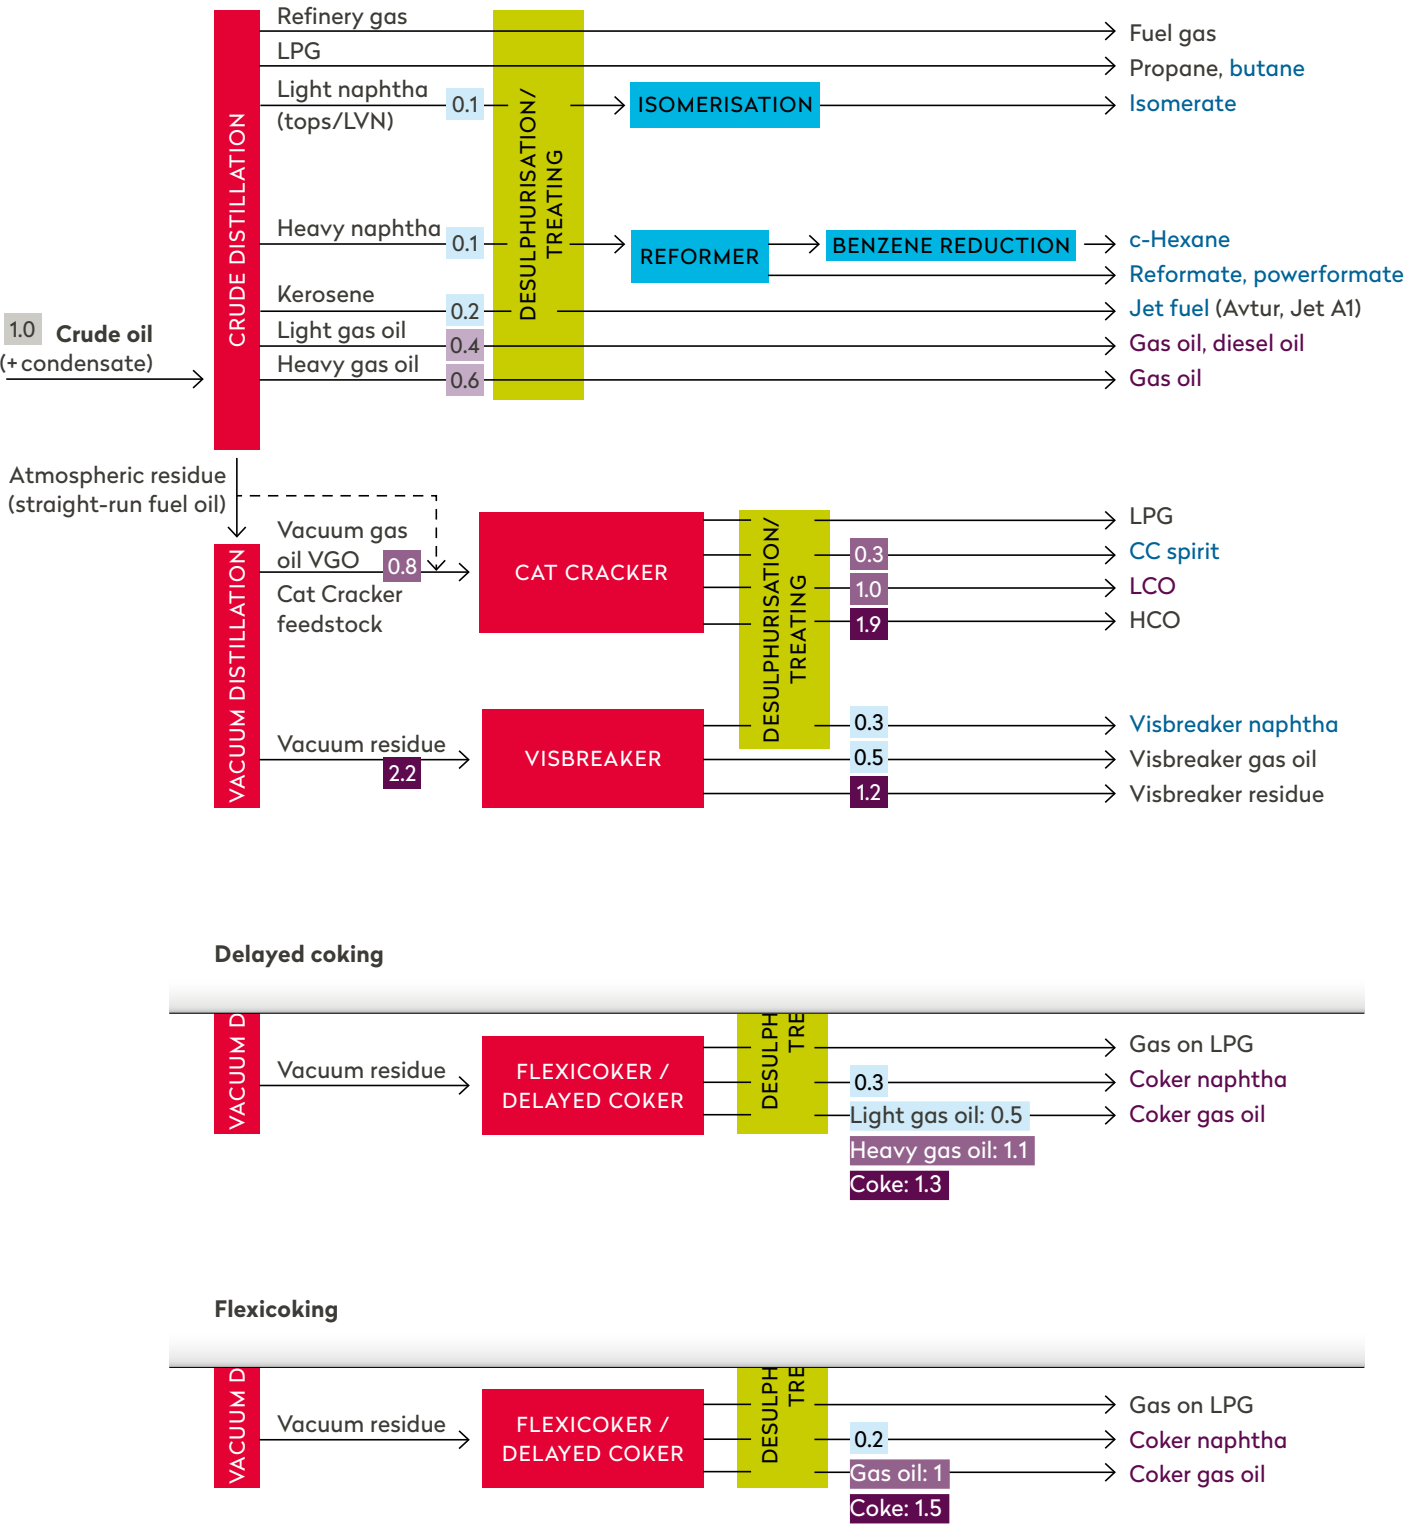 Refinery gas
Fuel gas
LPG
Propane, butane
Light naphtha
(tops/LVN)
0.1
ISOMERISATION
Isomerate
CRUDE DISTILLATION
DESULPHURISATION/
TREATING
Heavy naphtha
0.1
REFORMER
BENZENE REDUCTION
c-Hexane
Reformate, powerformate
Kerosene
0.2
Jet fuel (Avtur, Jet A1)
1.0 Crude oil
(+condensate)
Light gas oil
0.4
Gas oil, diesel oil
Heavy gas oil
0.6
Gas oil
Atmospheric residue
(straight-run fuel oil)
VACUUM DISTILLATION
Vacuum gas
oil VGO
0.8
Cat Cracker
feedstock
CAT CRACKER
DESULPHURISATION/
TREATING
LPG
0.3
CC spirit
1.0
LCO
1.9
HCO
Vacuum residue
2.2
VISBREAKER
0.3
Visbreaker naphtha
0.5
Visbreaker gas oil
1.2
Visbreaker residue
Delayed coking
VACUUM D
Vacuum residue
FLEXICOKER /
DELAYED COKER
DESULPH
TRE
Gas on LPG
0.3
Coker naphtha
Light gas oil: 0.5
Coker gas oil
Heavy gas oil: 1.1
Coke: 1.3
Flexicoking
VACUUM D
Vacuum residue
FLEXICOKER /
DELAYED COKER
DESULPH
TRE
Gas on LPG
0.2
Coker naphtha
Gas oil: 1
Coker gas oil
Coke: 1.5